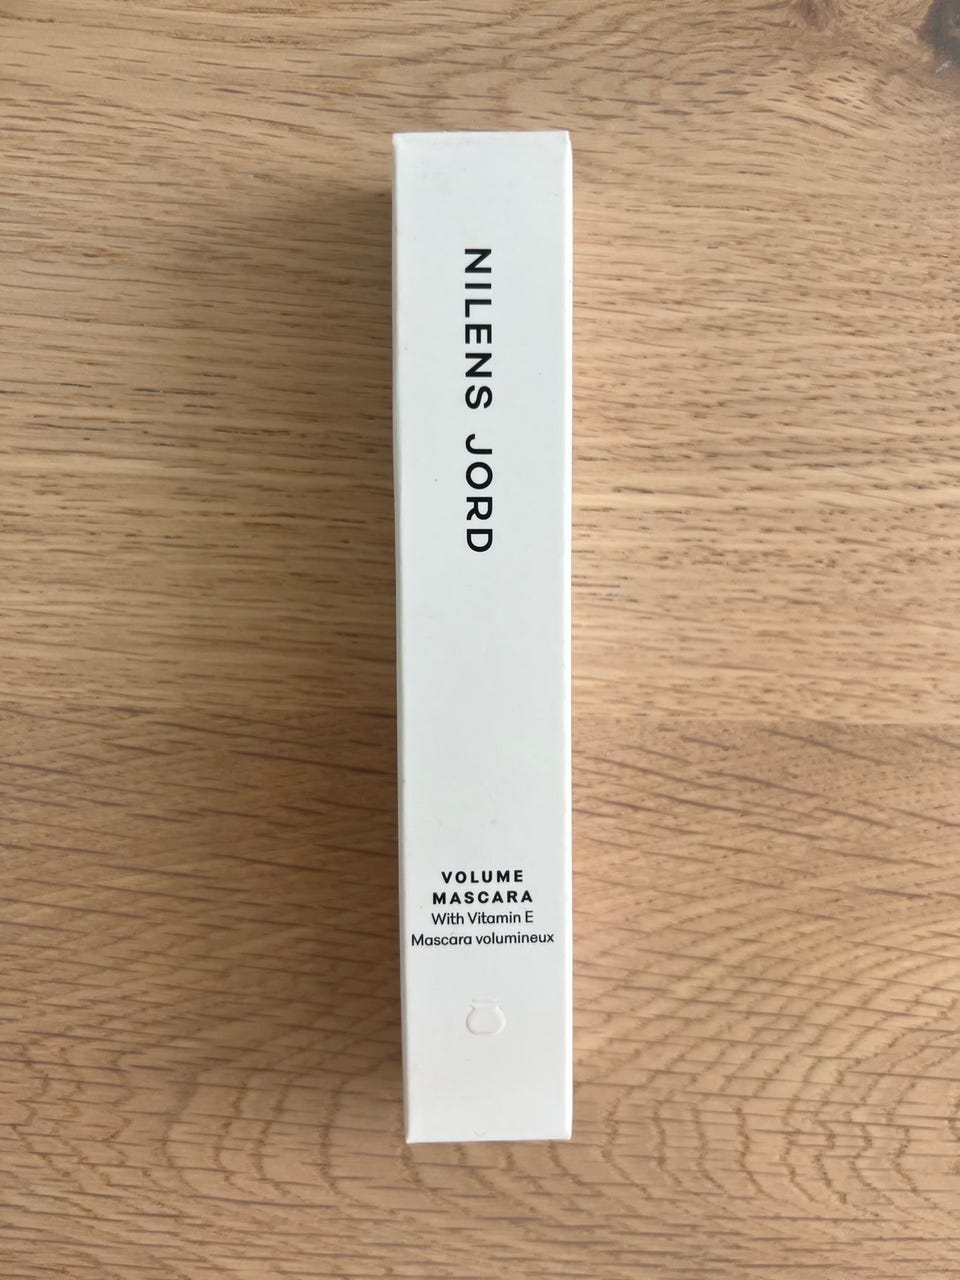 NILENS JORD
VOLUME
MASCARA
With Vitamin E
Mascara volumineux